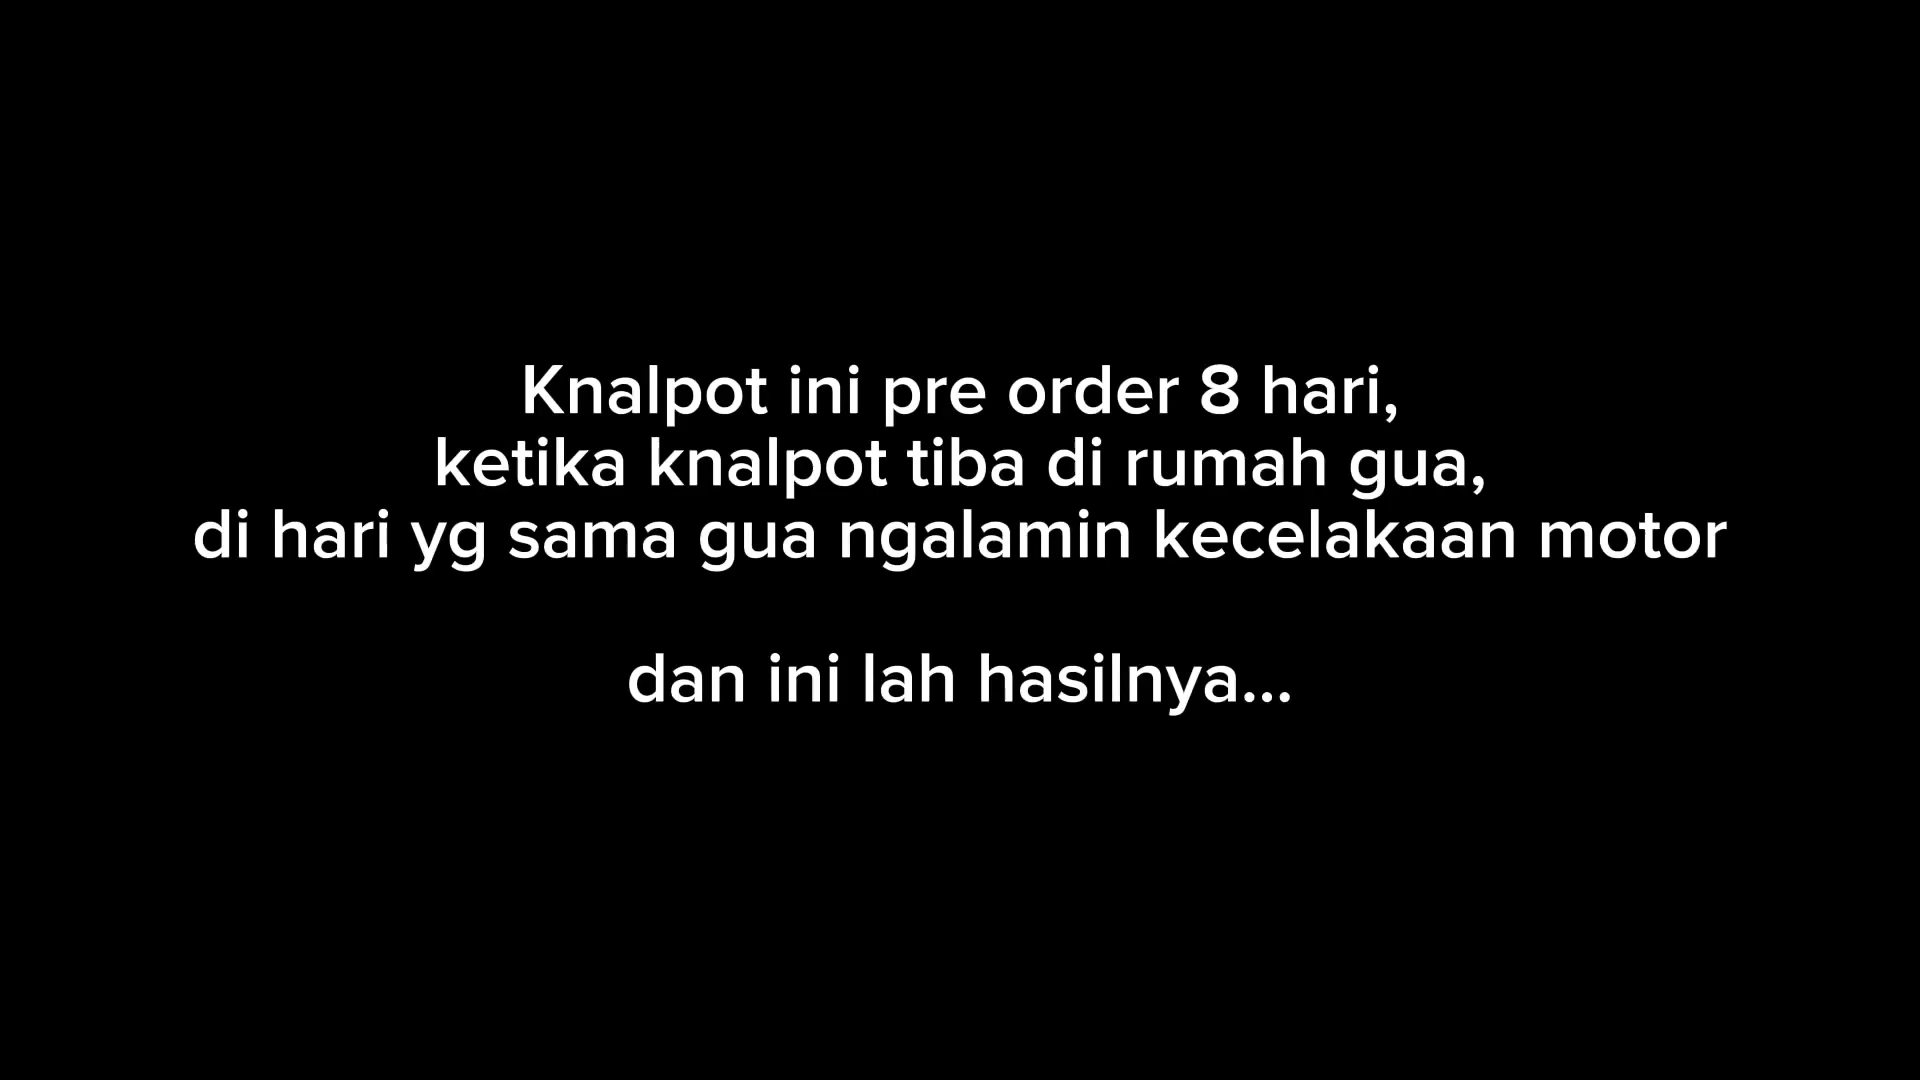 Knalpot ini pre order 8 hari,
ketika knalpot tiba di rumah gua,
di hari yg sama gua ngalamin kecelakaan motor
dan ini lah hasilnya...